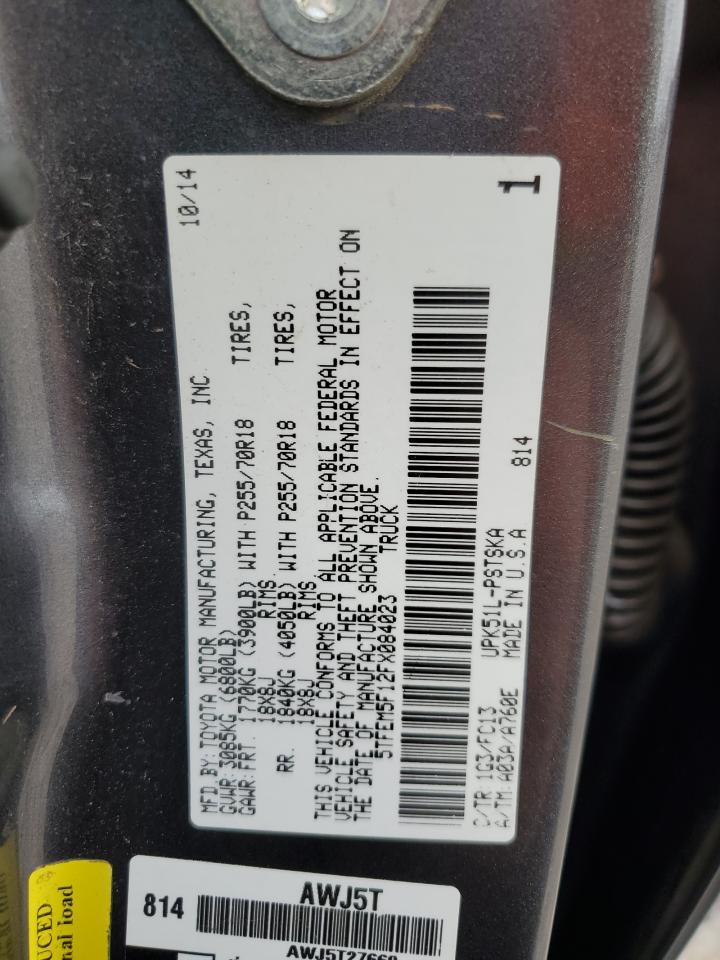 MFD BY: TOYOTA MOTOR MANUFACTURING, TEXAS, INC 10/14
GVWR: 3085KG (6800LB)
GAWR: FRT. 1770KG (3900LB) WITH P255/70R18 TIRES,
18X8J RIMS,
RR. 1840KG (4050LB) WITH P255/70R18 TIRES,
18X8J RIMS
THIS VEHICLE CONFORMS TO ALL APPLICABLE FEDERAL MOTOR
VEHICLE SAFETY AND THEFT PREVENTION STANDARDS IN EFFECT ON
THE DATE OF MANUFACTURE SHOWN ABOVE.
5TFEM5F12FX084023 TRUCK
1
C/TR: 1G3/FC13 UPK51L-PSTSKA 814
A/TM: A03A/A760E MADE IN U.S.A
UCED
nal load
AWJ5T
814